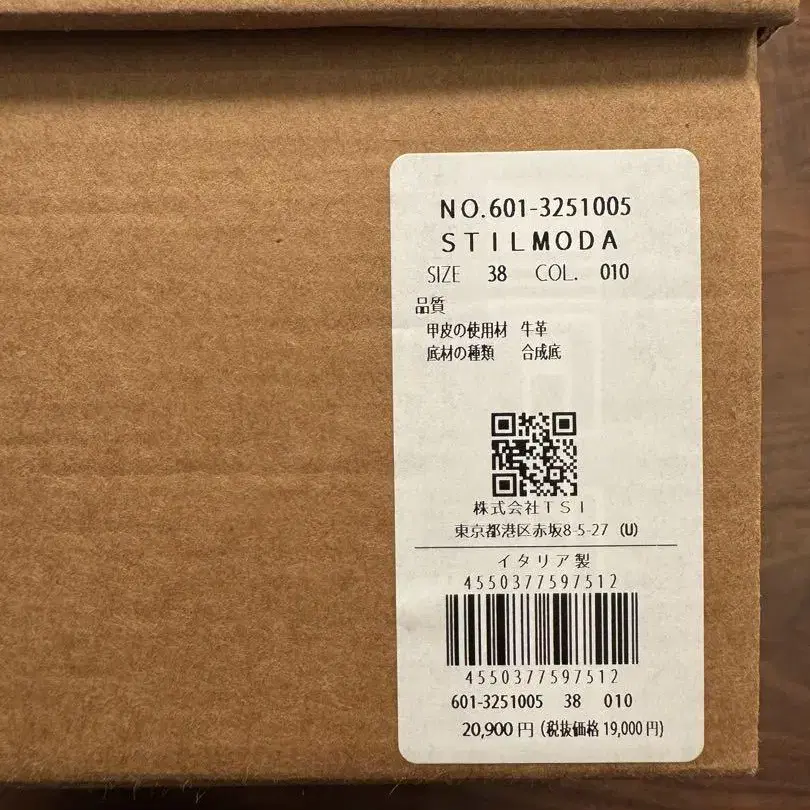 NO.601-3251005
STILMODA
SIZE 38 COL. 010
品質
甲皮の使用材 牛革
底材の種類 合成底
株式会社TSI
東京都港区赤坂8-5-27 (U)
イタリア製
4550377597512
4550377597512
601-3251005 38 010
20,900円(税抜価格19,000円)